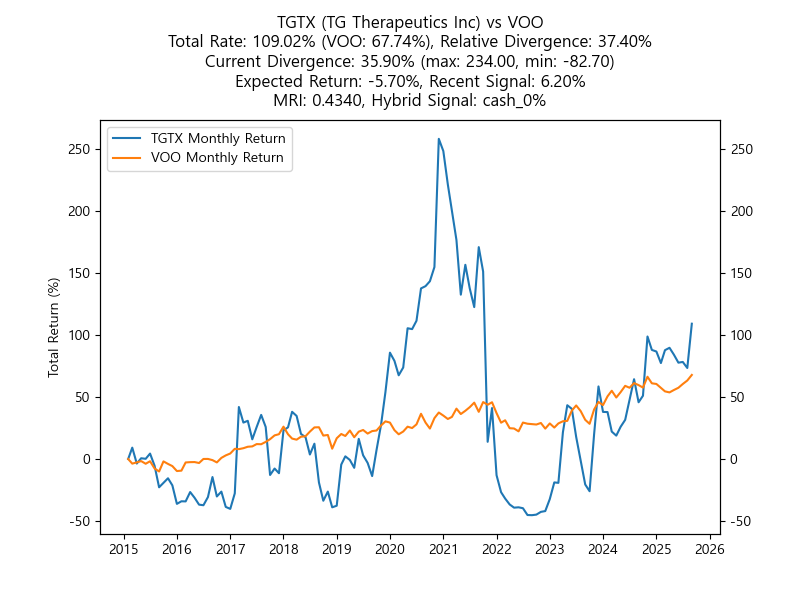 TGTX (TG Therapeutics Inc) vs VOO
Total Rate: 109.02% (VOO: 67.74%), Relative Divergence: 37.40%
Current Divergence: 35.90% (max: 234.00, min: -82.70)
Expected Return: -5.70%, Recent Signal: 6.20%
MRI: 0.4340, Hybrid Signal: cash_0%
TGTX Monthly Return
VOO Monthly Return
Total Return (%)
250
200
150
100
50
0
-50
250
200
150
100
50
0
-50
2015 2016 2017 2018 2019 2020 2021 2022 2023 2024 2025 2026